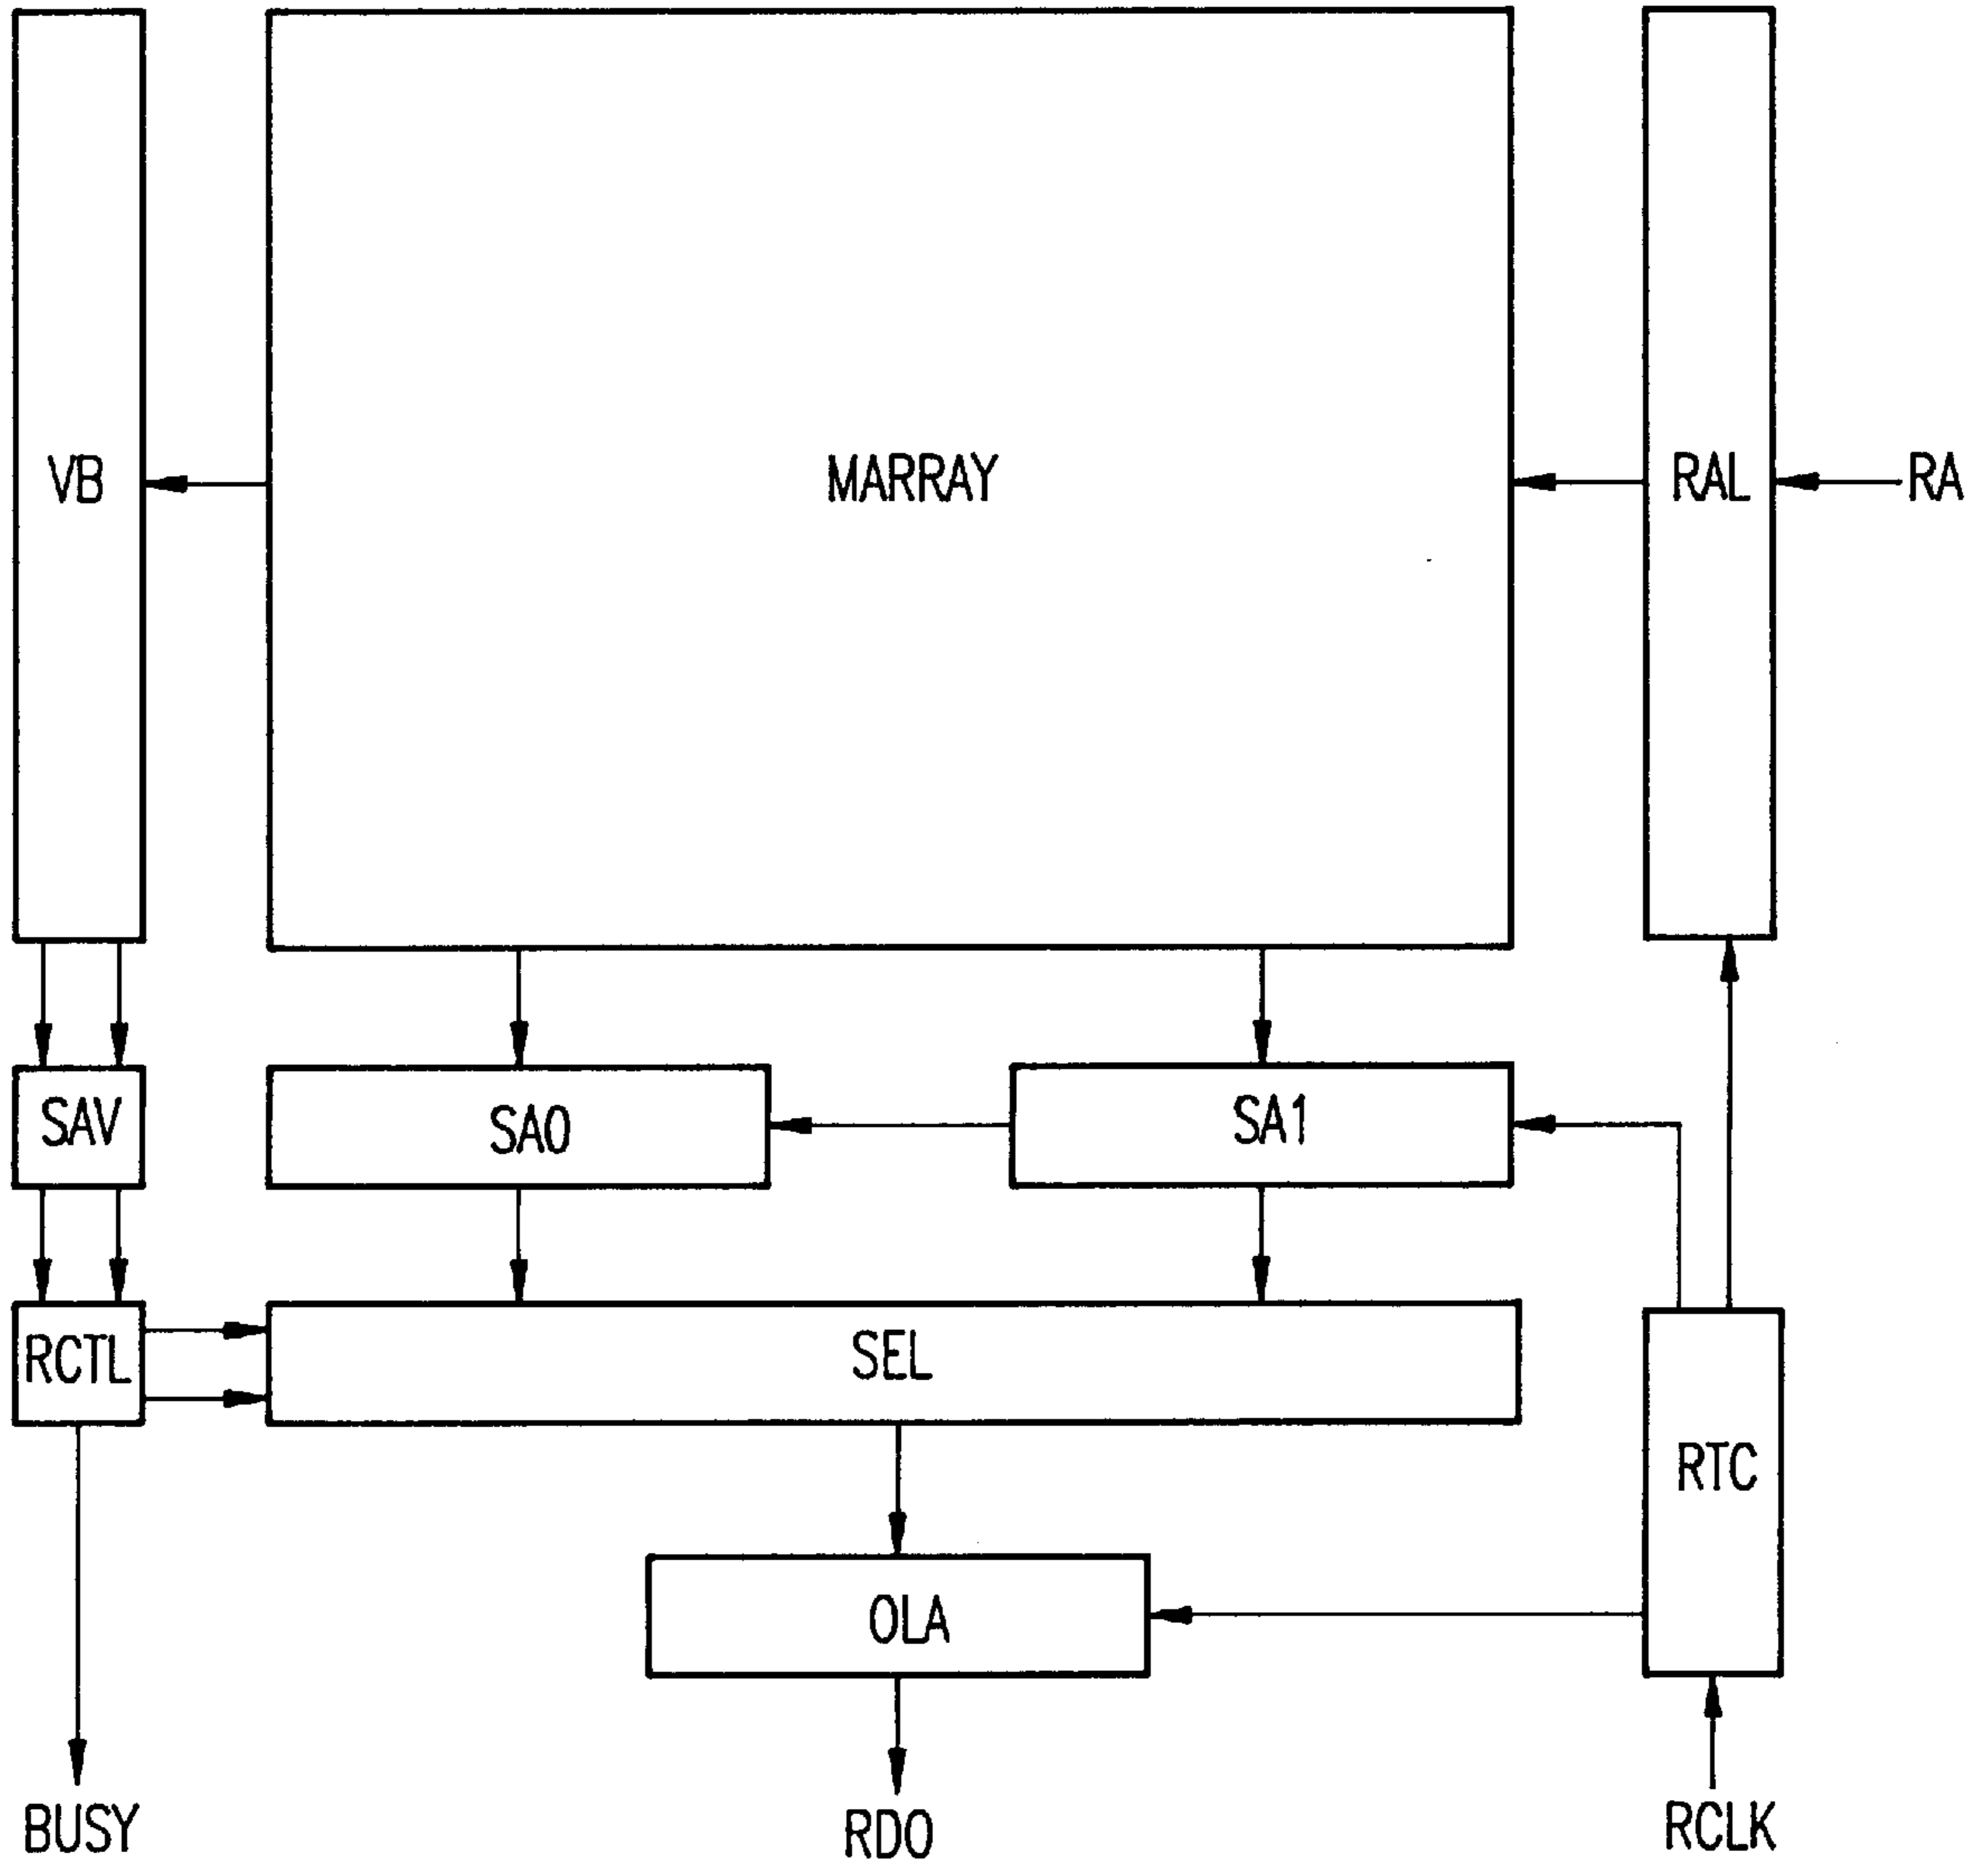 VB
MARRAY
RAL
RA
SAV
SA0
SA1
RCTL
SEL
RTC
OLA
BUSY
RDO
RCLK